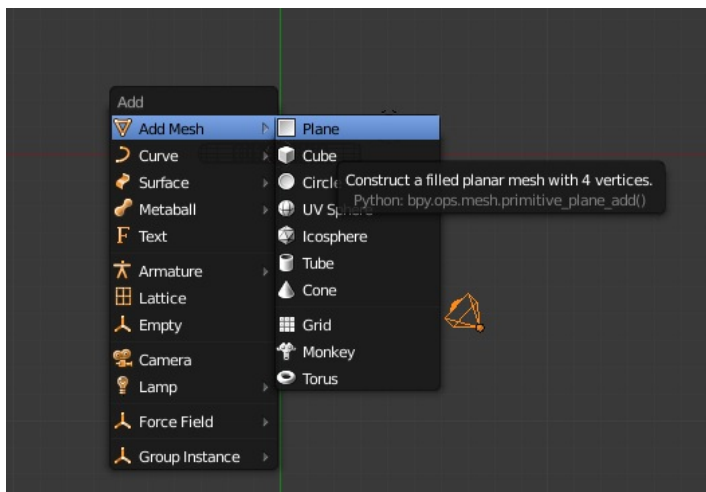 Add
Add Mesh
Curve
Surface
Metaball
Text
Armature
Lattice
Empty
Camera
Lamp
Force Field
Group Instance
Plane
Cube
Circle
UV Sphere
Icosphere
Tube
Cone
Grid
Monkey
Torus
Construct a filled planar mesh with 4 vertices.
Python: bpy.ops.mesh.primitive_plane_add()